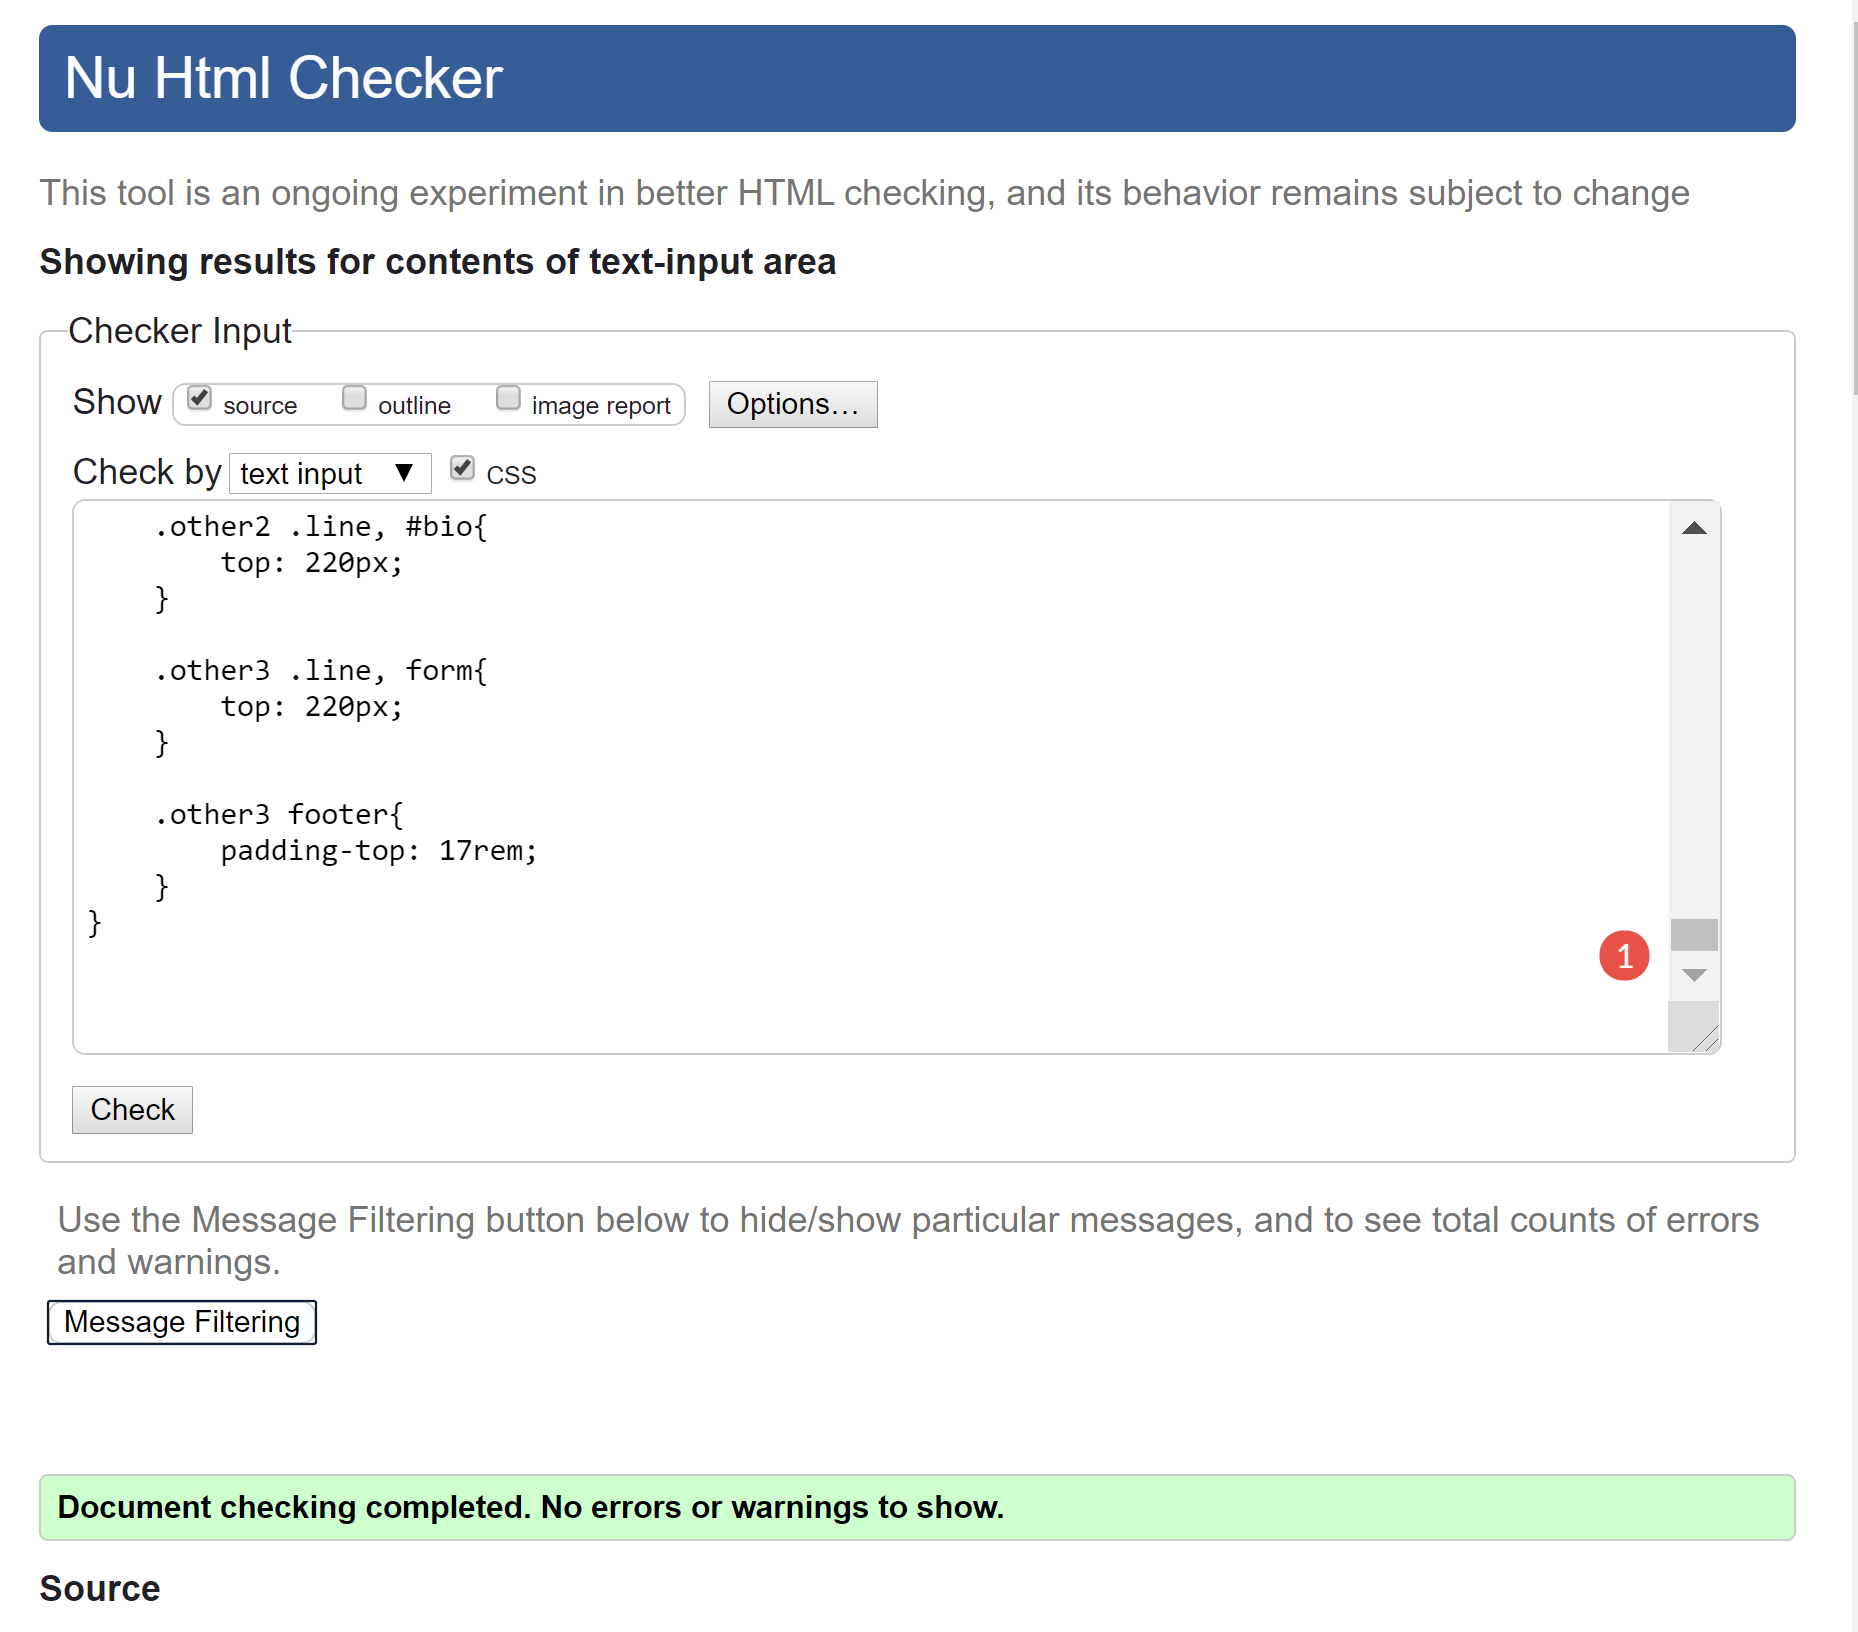 Nu Html Checker
This tool is an ongoing experiment in better HTML checking, and its behavior remains subject to change
Showing results for contents of text-input area
Checker Input
Show source outline image report Options...
Check by text input CSS
.other2 .line, #bio{
top: 220px;
}
.other3 .line, form{
top: 220px;
}
.other3 footer{
padding-top: 17rem;
}
}
1
Check
Use the Message Filtering button below to hide/show particular messages, and to see total counts of errors
and warnings.
Message Filtering
Document checking completed. No errors or warnings to show.
Source